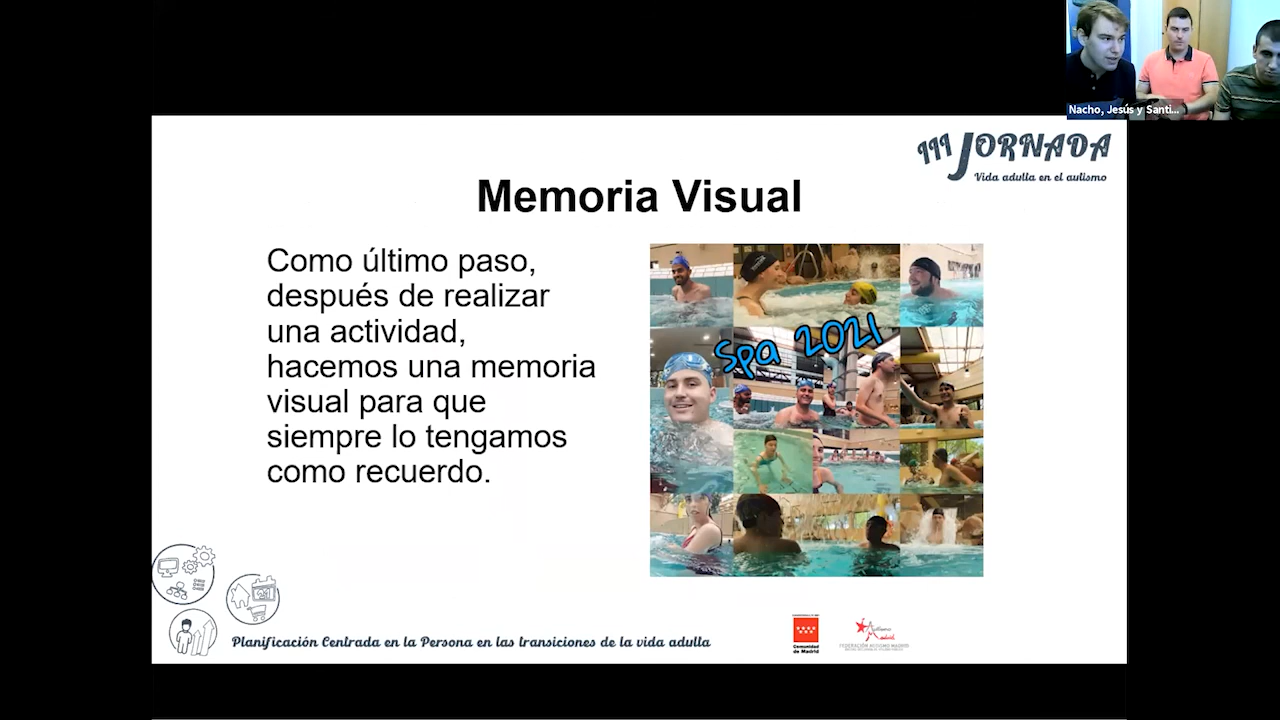 Nacho, Jesús y Santi...
III JORNADA
Vida adulta en el autismo
Memoria Visual
Como último paso,
después de realizar
una actividad,
hacemos una memoria
visual para que
siempre lo tengamos
como recuerdo.
Spa 2021
Planificación Centrada en la Persona en las transiciones de la vida adulta
Comunidad
de Madrid
FEDERACIÓN AUTISMO MADRID